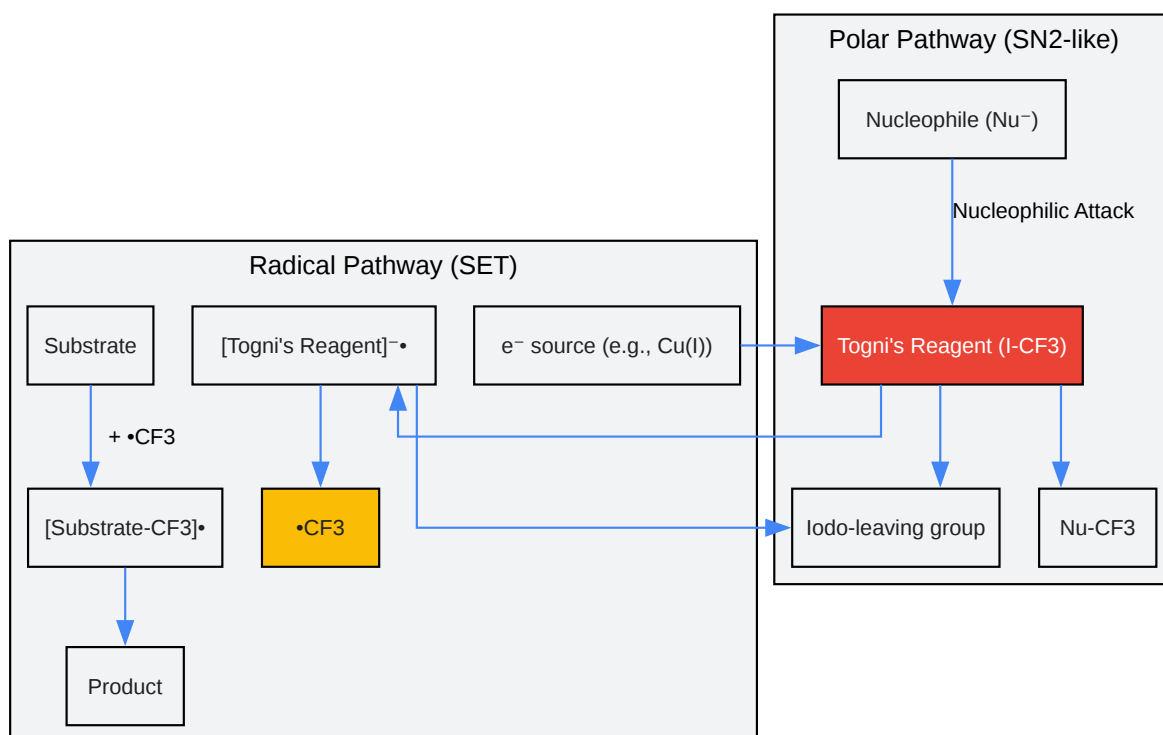 Polar Pathway (SN2-like)
Nucleophile (Nu⁻)
Nucleophilic Attack
Radical Pathway (SET)
Substrate
[Togni's Reagent]⁻•
e⁻ source (e.g., Cu(I))
Togni's Reagent (I-CF3)
+ •CF3
[Substrate-CF3]•
•CF3
Iodo-leaving group
Nu-CF3
Product